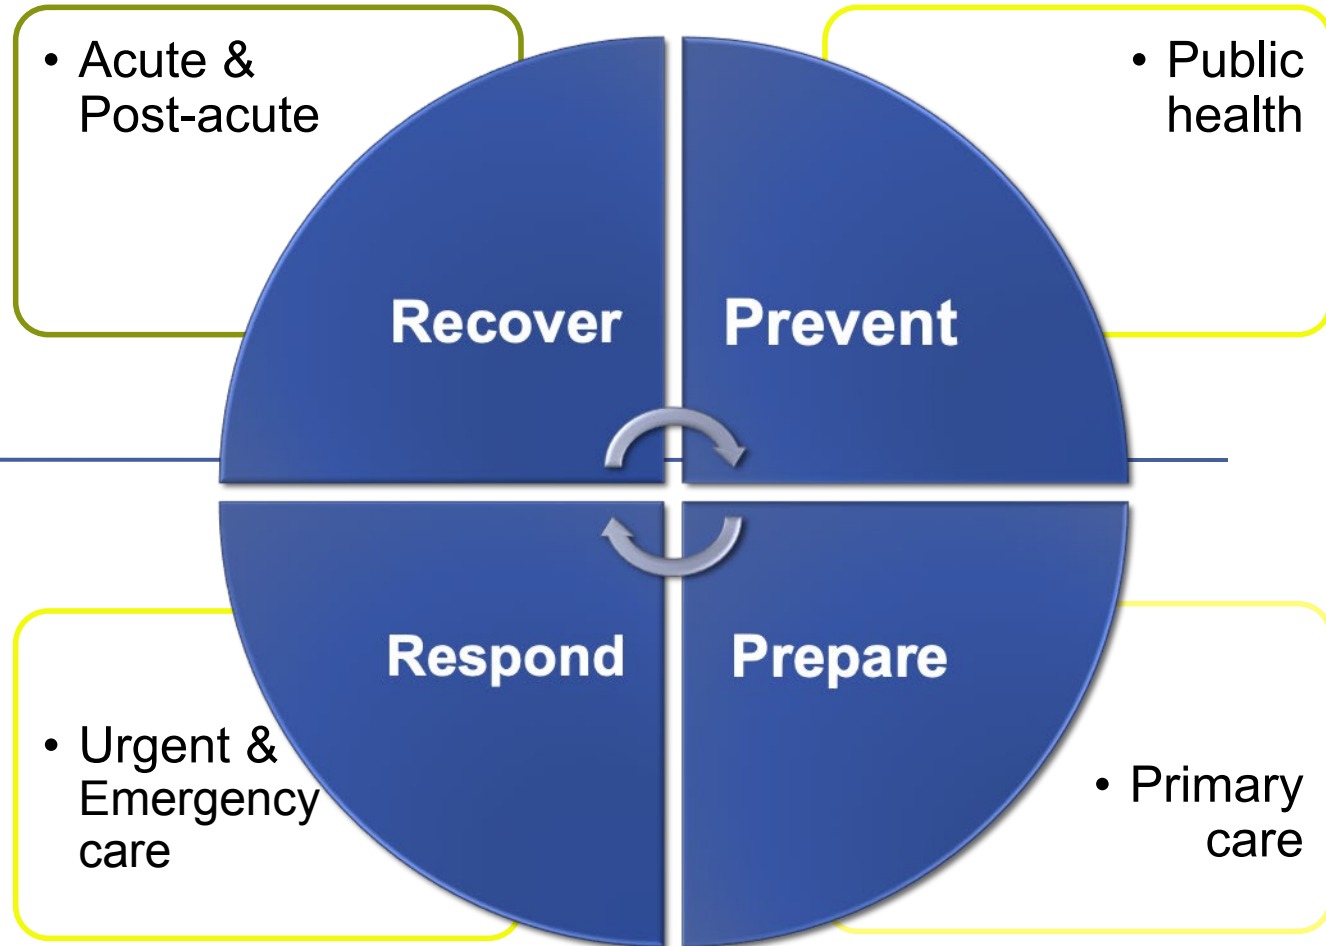 • Acute &
Post-acute
• Public
health
Recover
Prevent
Respond
Prepare
• Urgent &
Emergency
care
• Primary
care